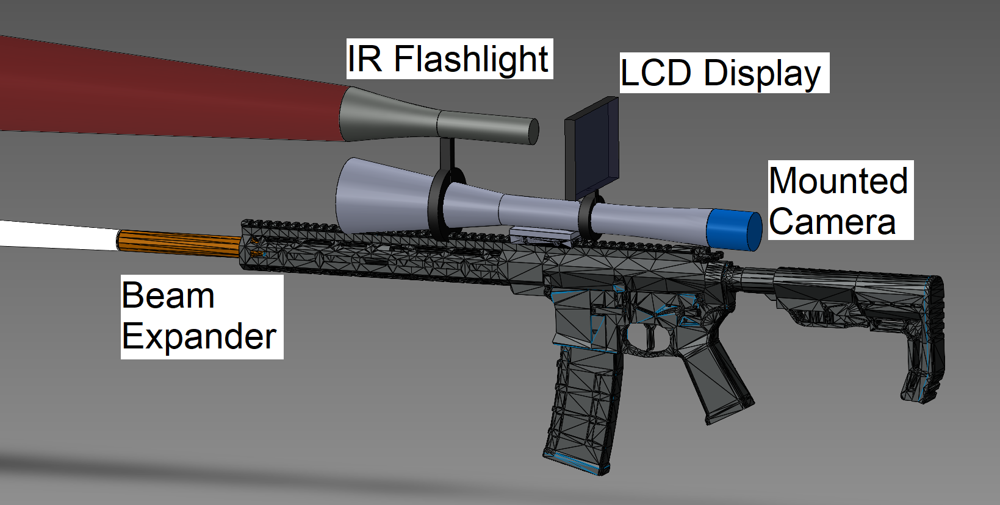 IR Flashlight
LCD Display
Mounted
Camera
Beam
Expander